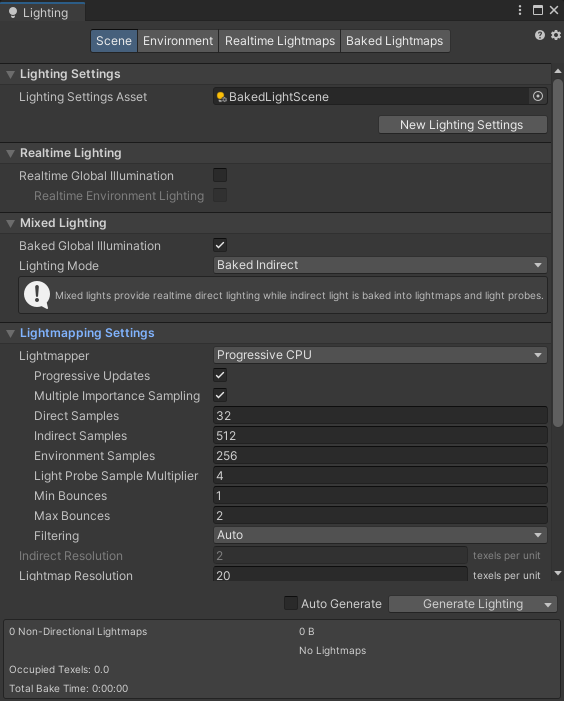 Lighting
Scene Environment Realtime Lightmaps Baked Lightmaps
Lighting Settings
Lighting Settings Asset BakedLightScene
New Lighting Settings
Realtime Lighting
Realtime Global Illumination
Realtime Environment Lighting
Mixed Lighting
Baked Global Illumination
Lighting Mode Baked Indirect
Mixed lights provide realtime direct lighting while indirect light is baked into lightmaps and light probes.
Lightmapping Settings
Lightmapper Progressive CPU
Progressive Updates
Multiple Importance Sampling
Direct Samples 32
Indirect Samples 512
Environment Samples 256
Light Probe Sample Multiplier 4
Min Bounces 1
Max Bounces 2
Filtering Auto
Indirect Resolution 2 texels per unit
Lightmap Resolution 20 texels per unit
Auto Generate Generate Lighting
0 Non-Directional Lightmaps 0 B
No Lightmaps
Occupied Texels: 0.0
Total Bake Time: 0:00:00